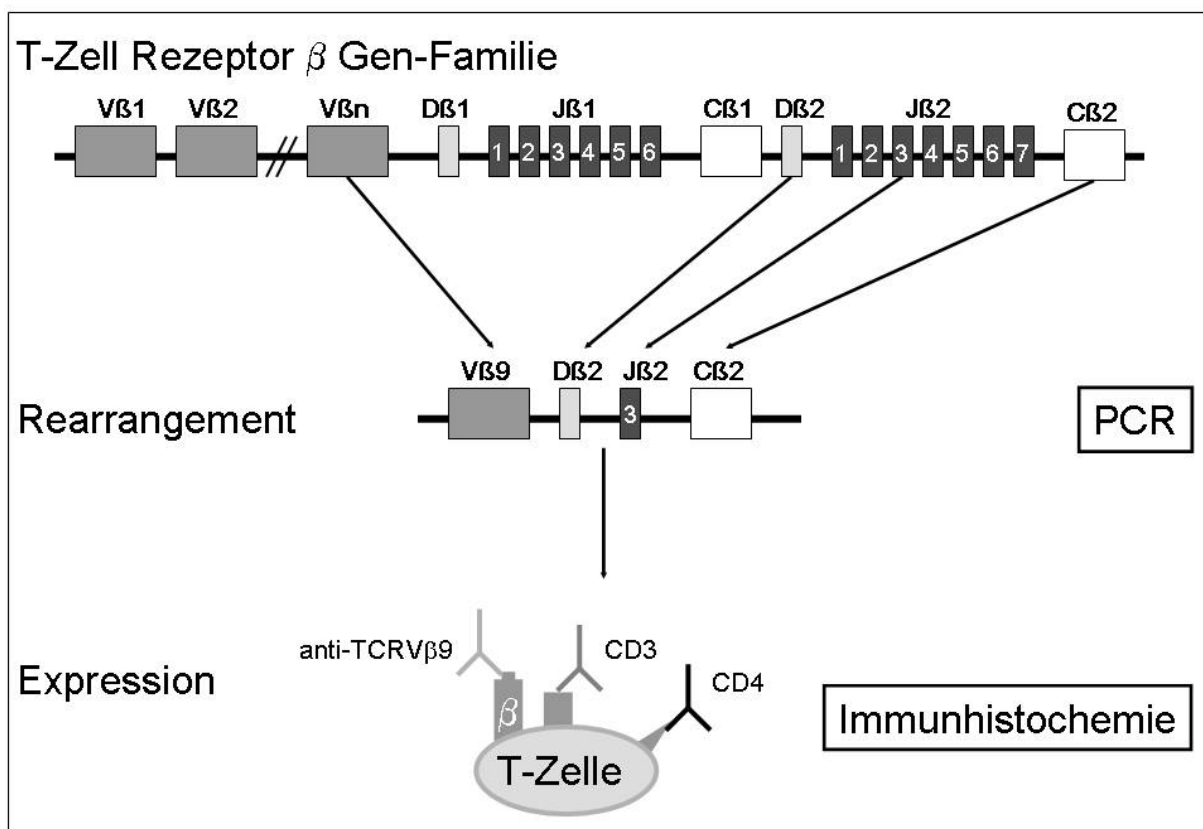 T-Zell Rezeptor β Gen-Familie
Vß1 Vß2 Vßn Dß1 Jß1 Cß1 Dß2 Jß2 Cß2
1 2 3 4 5 6 1 2 3 4 5 6 7
Vß9 Dß2 Jß2 Cß2
3
Rearrangement
PCR
anti-TCRVβ9
CD3
CD4
Expression
β
Immunhistochemie
T-Zelle